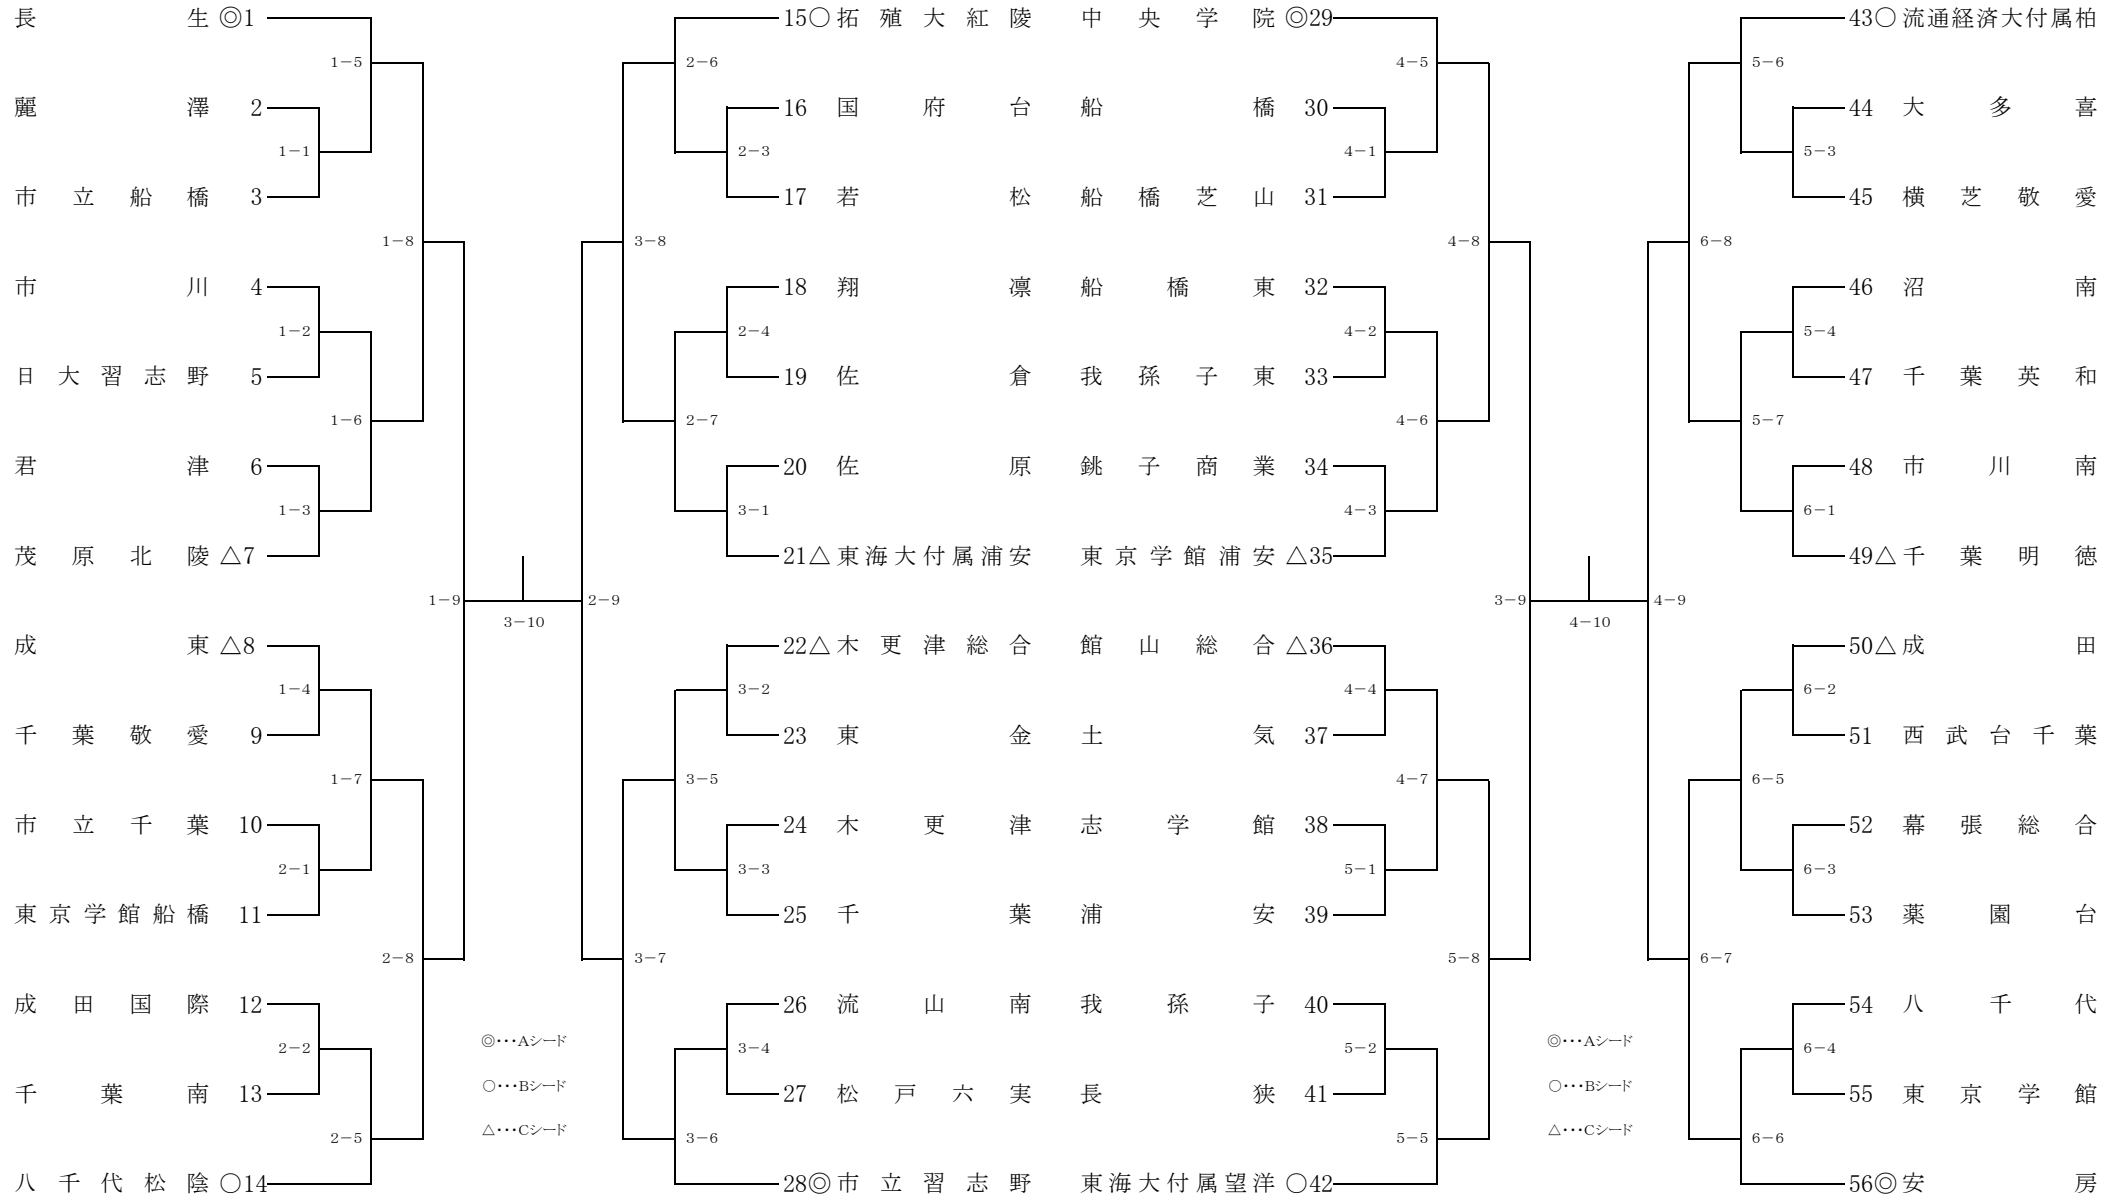 長生 ◎1
麗澤 2
市立船橋 3
市川 4
日大習志野 5
君津 6
茂原北陵 △7
成東 △8
千葉敬愛 9
市立千葉 10
東京学館船橋 11
成田国際 12
千葉南 13
八千代松陰 ○14
1-5
1-1
1-8
1-2
1-6
1-3
1-9
1-4
1-7
2-1
2-8
2-2
2-5
3-10
◎･･･Aシード
○･･･Bシード
△･･･Cシード
15○ 拓殖大紅陵
16 国府台
17 若松
18 翔凛
19 佐倉
20 佐原
21△ 東海大付属浦安
22△ 木更津総合
23 東金
24 木更津
25 千葉
26 流山南
27 松戸六実
28◎ 市立習志野
2-6
2-3
3-8
2-4
2-7
3-1
2-9
3-2
3-5
3-3
3-7
3-4
3-6
中央学院 ◎29
船橋 30
船橋芝山 31
船橋東 32
我孫子東 33
銚子商業 34
東京学館浦安 △35
館山総合 △36
土気 37
志学館 38
浦安 39
我孫子 40
長狭 41
東海大付属望洋 ○42
4-5
4-1
4-8
4-2
4-6
4-3
3-9
4-4
4-7
5-1
5-8
5-2
5-5
4-10
◎･･･Aシード
○･･･Bシード
△･･･Cシード
43○ 流通経済大付属柏
44 大多喜
45 横芝敬愛
46 沼南
47 千葉英和
48 市川南
49△ 千葉明徳
50△ 成田
51 西武台千葉
52 幕張総合
53 薬園台
54 八千代
55 東京学館
56◎ 安房
5-6
5-3
6-8
5-4
5-7
6-1
4-9
6-2
6-5
6-3
6-7
6-4
6-6